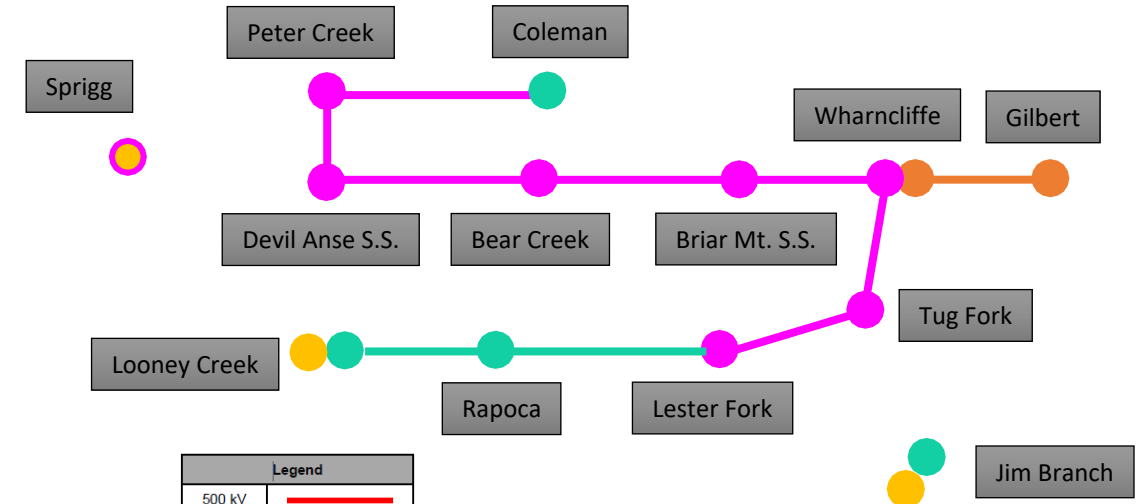 Peter Creek
Coleman
Sprigg
Wharncliffe
Gilbert
Devil Anse S.S.
Bear Creek
Briar Mt. S.S.
Tug Fork
Looney Creek
Rapoca
Lester Fork
Jim Branch
Legend
500 kV